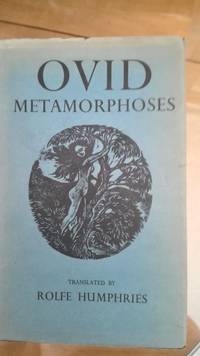 OVID
METAMORPHOSES
TRANSLATED BY
ROLFE HUMPHRIES